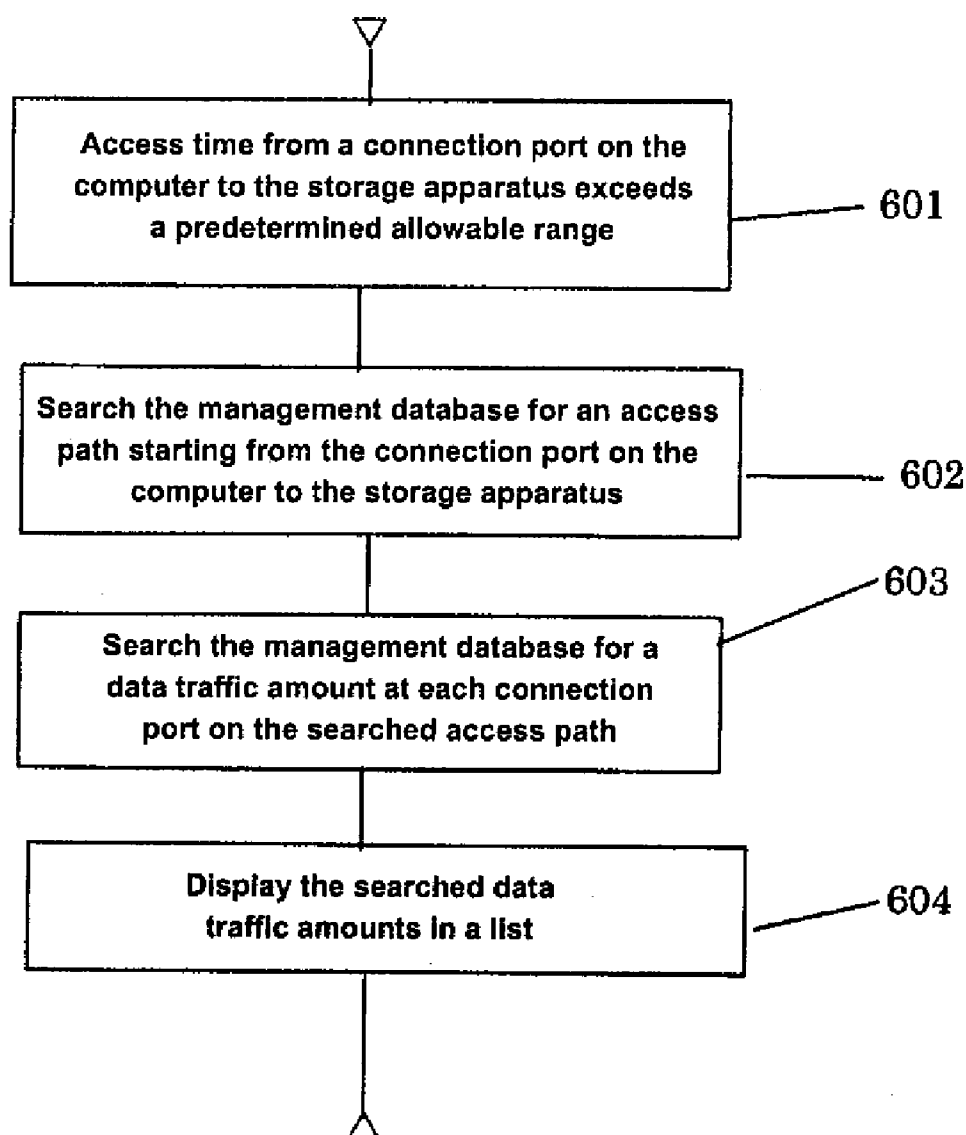 Access time from a connection port on the
computer to the storage apparatus exceeds
a predetermined allowable range
601
Search the management database for an access
path starting from the connection port on the
computer to the storage apparatus
602
603
Search the management database for a
data traffic amount at each connection
port on the searched access path
Display the searched data
traffic amounts in a list
604